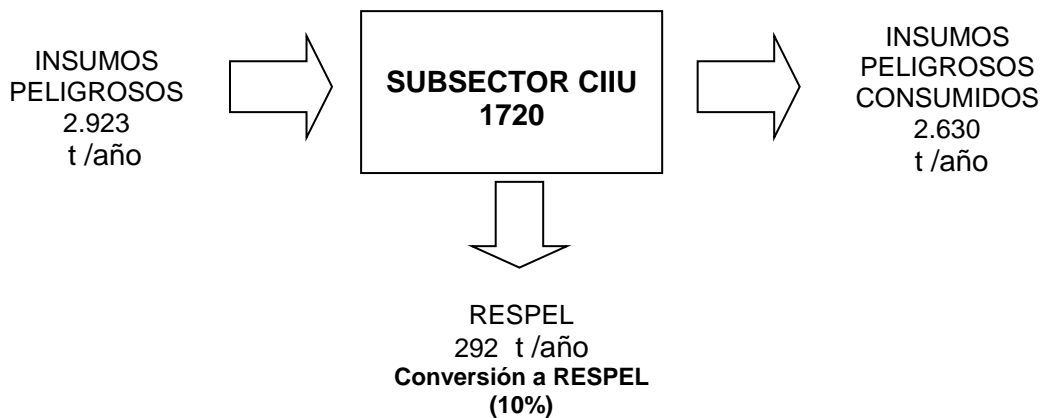 INSUMOS
PELIGROSOS
2.923
t /año
SUBSECTOR CIIU
1720
INSUMOS
PELIGROSOS
CONSUMIDOS
2.630
t /año
RESPEL
292 t /año
Conversión a RESPEL
(10%)